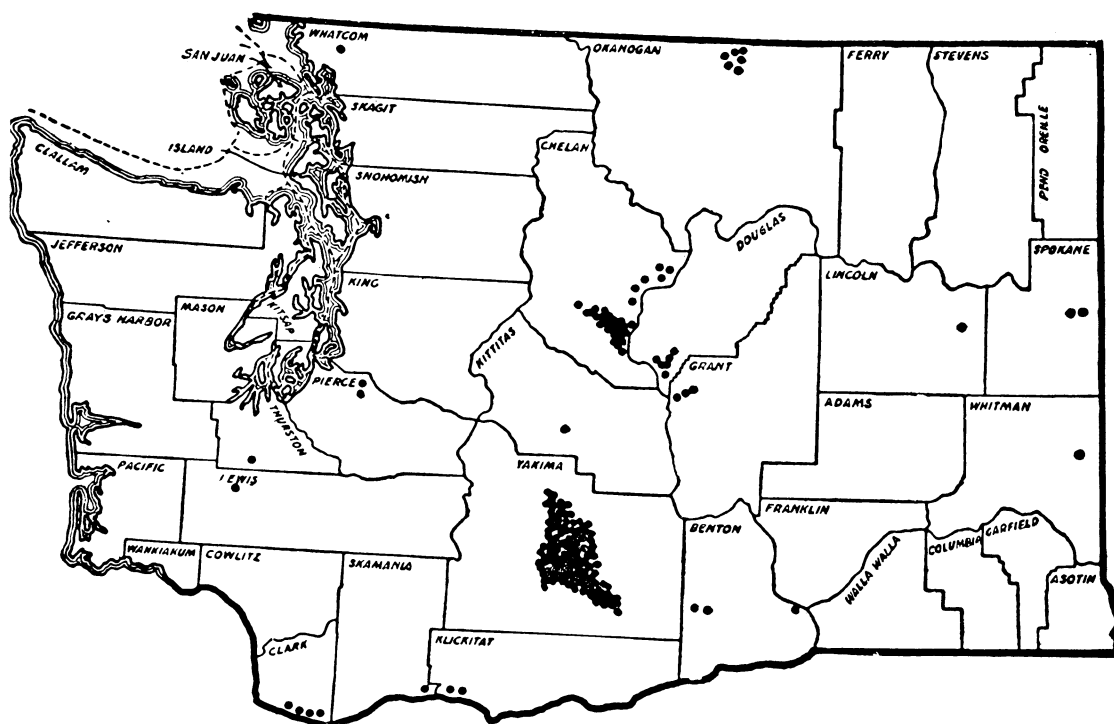 WHATCOM
OKANOGAN
FERRY
STEVENS
PEND OREILLE
SAN JUAN
SKAGIT
ISLAND
CLALLAM
CHELAN
SNOHOMISH
DOUGLAS
JEFFERSON
SPOKANE
KING
LINCOLN
MASON
KITSAP
GRAYS HARBOR
KITTITAS
GRANT
PIERCE
ADAMS
WHITMAN
THURSTON
PACIFIC
LEWIS
YAKIMA
FRANKLIN
BENTON
WAHKIAKUM
COWLITZ
SKAMANIA
WALLA WALLA
COLUMBIA
GARFIELD
ASOTIN
KLICKITAT
CLARK